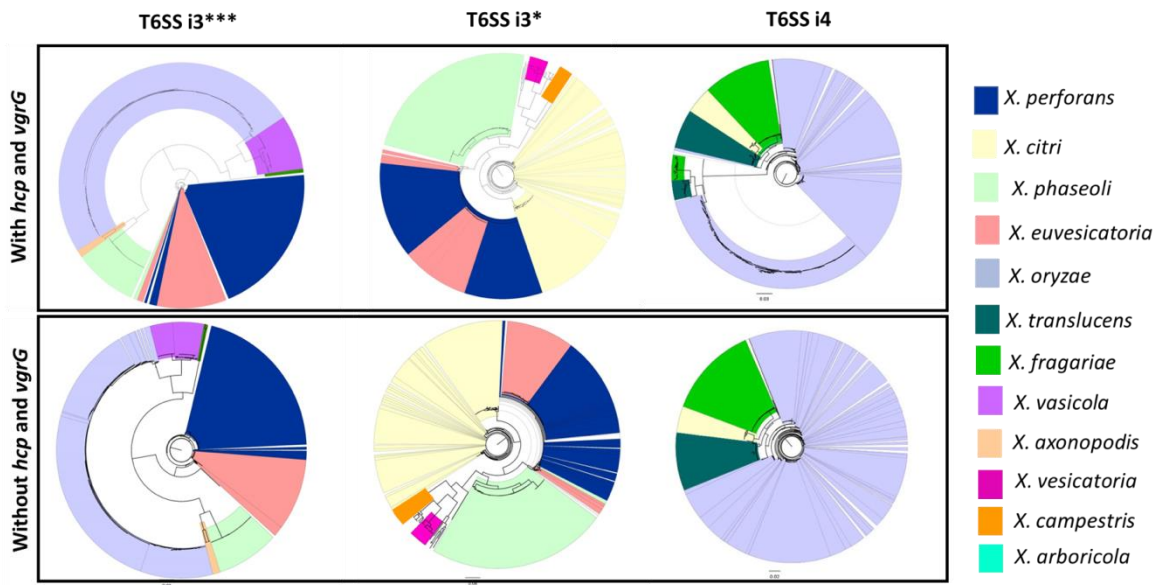 T6SS i3***
T6SS i3*
T6SS i4
With hcp and vgrG
Without hcp and vgrG
X. perforans
X. citri
X. phaseoli
X. euvesicatoria
X. oryzae
X. translucens
X. fragariae
X. vasicola
X. axonopodis
X. vesicatoria
X. campestris
X. arboricola